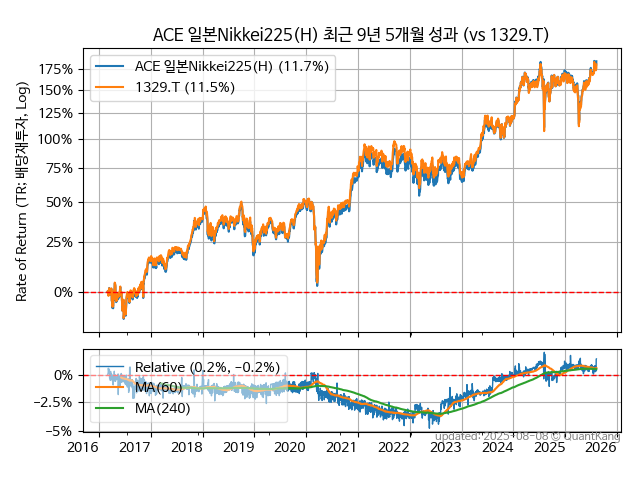 ACE 일본Nikkei225(H) 최근 9년 5개월 성과 (vs 1329.T)
Rate of Return (TR: 배당재투자, Log)
ACE 일본Nikkei225(H) (11.7%)
1329.T (11.5%)
175%
150%
125%
100%
75%
50%
25%
0%
Relative (0.2%, −0.2%)
MA(60)
MA(240)
0%
−2.5%
−5%
2016 2017 2018 2019 2020 2021 2022 2023 2024 2025 2026
updated: 2025-08-08 © QuantKang